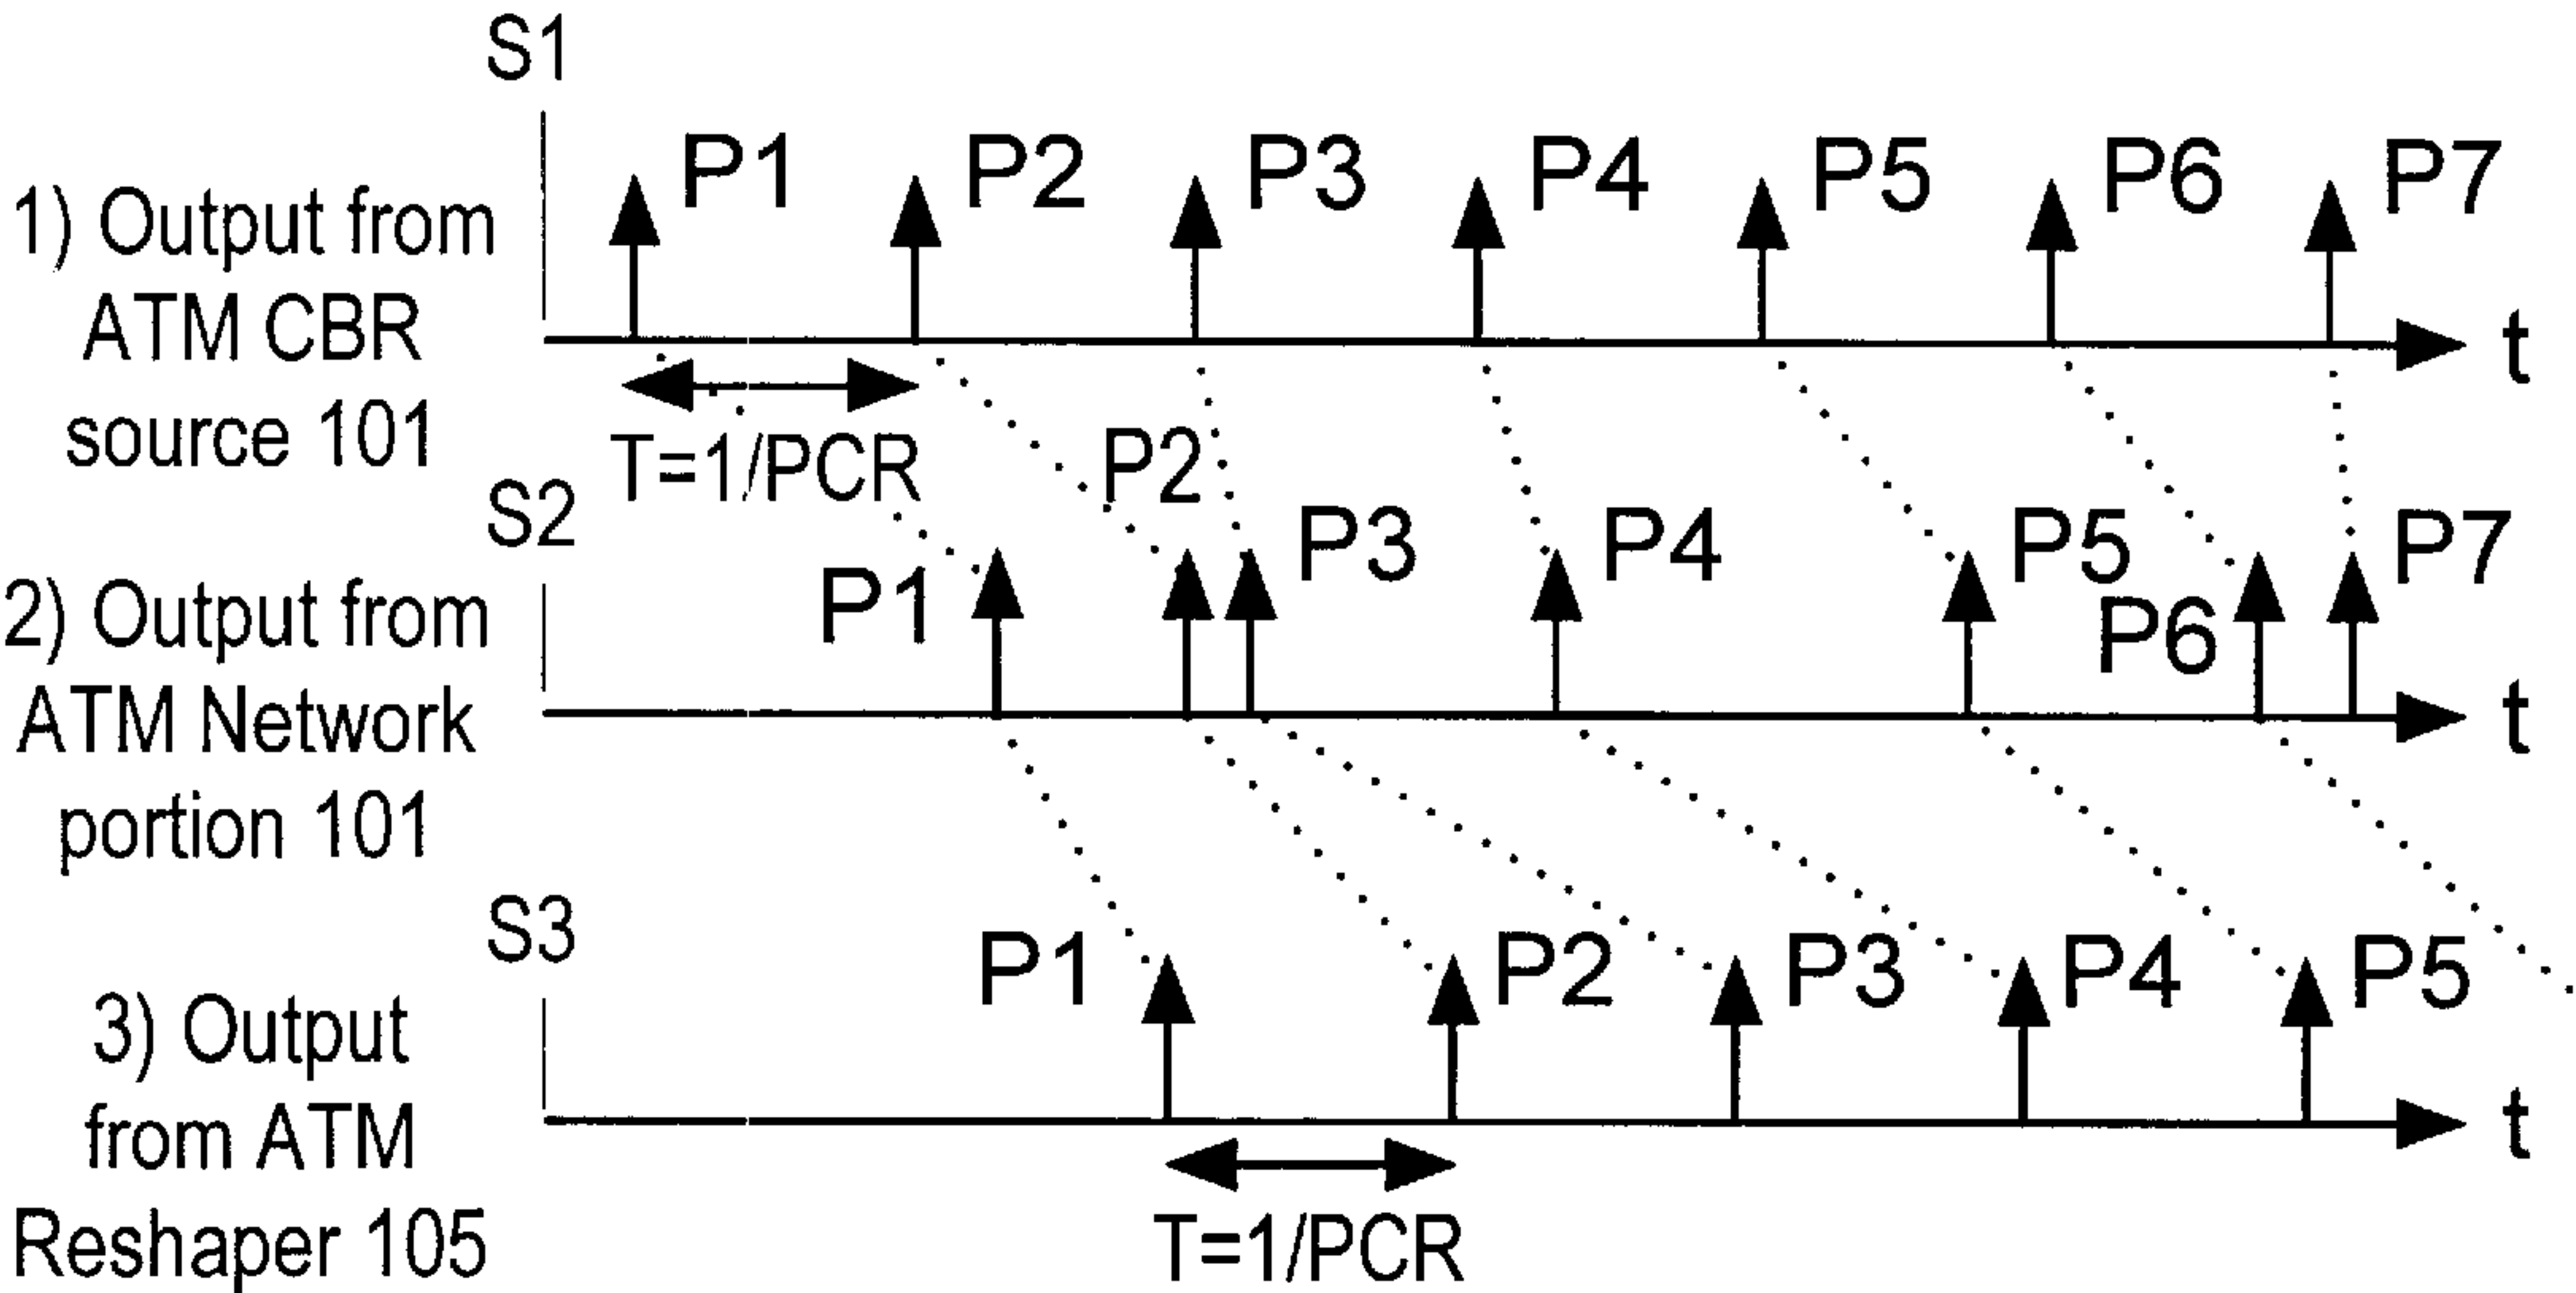 S1
P1 P2 P3 P4 P5 P6 P7
1) Output from
ATM CBR
source 101
t
T=1/PCR
S2
P2
P1 P3 P4 P5 P6 P7
2) Output from
ATM Network
portion 101
t
S3
P1 P2 P3 P4 P5
3) Output
from ATM
Reshaper 105
t
T=1/PCR